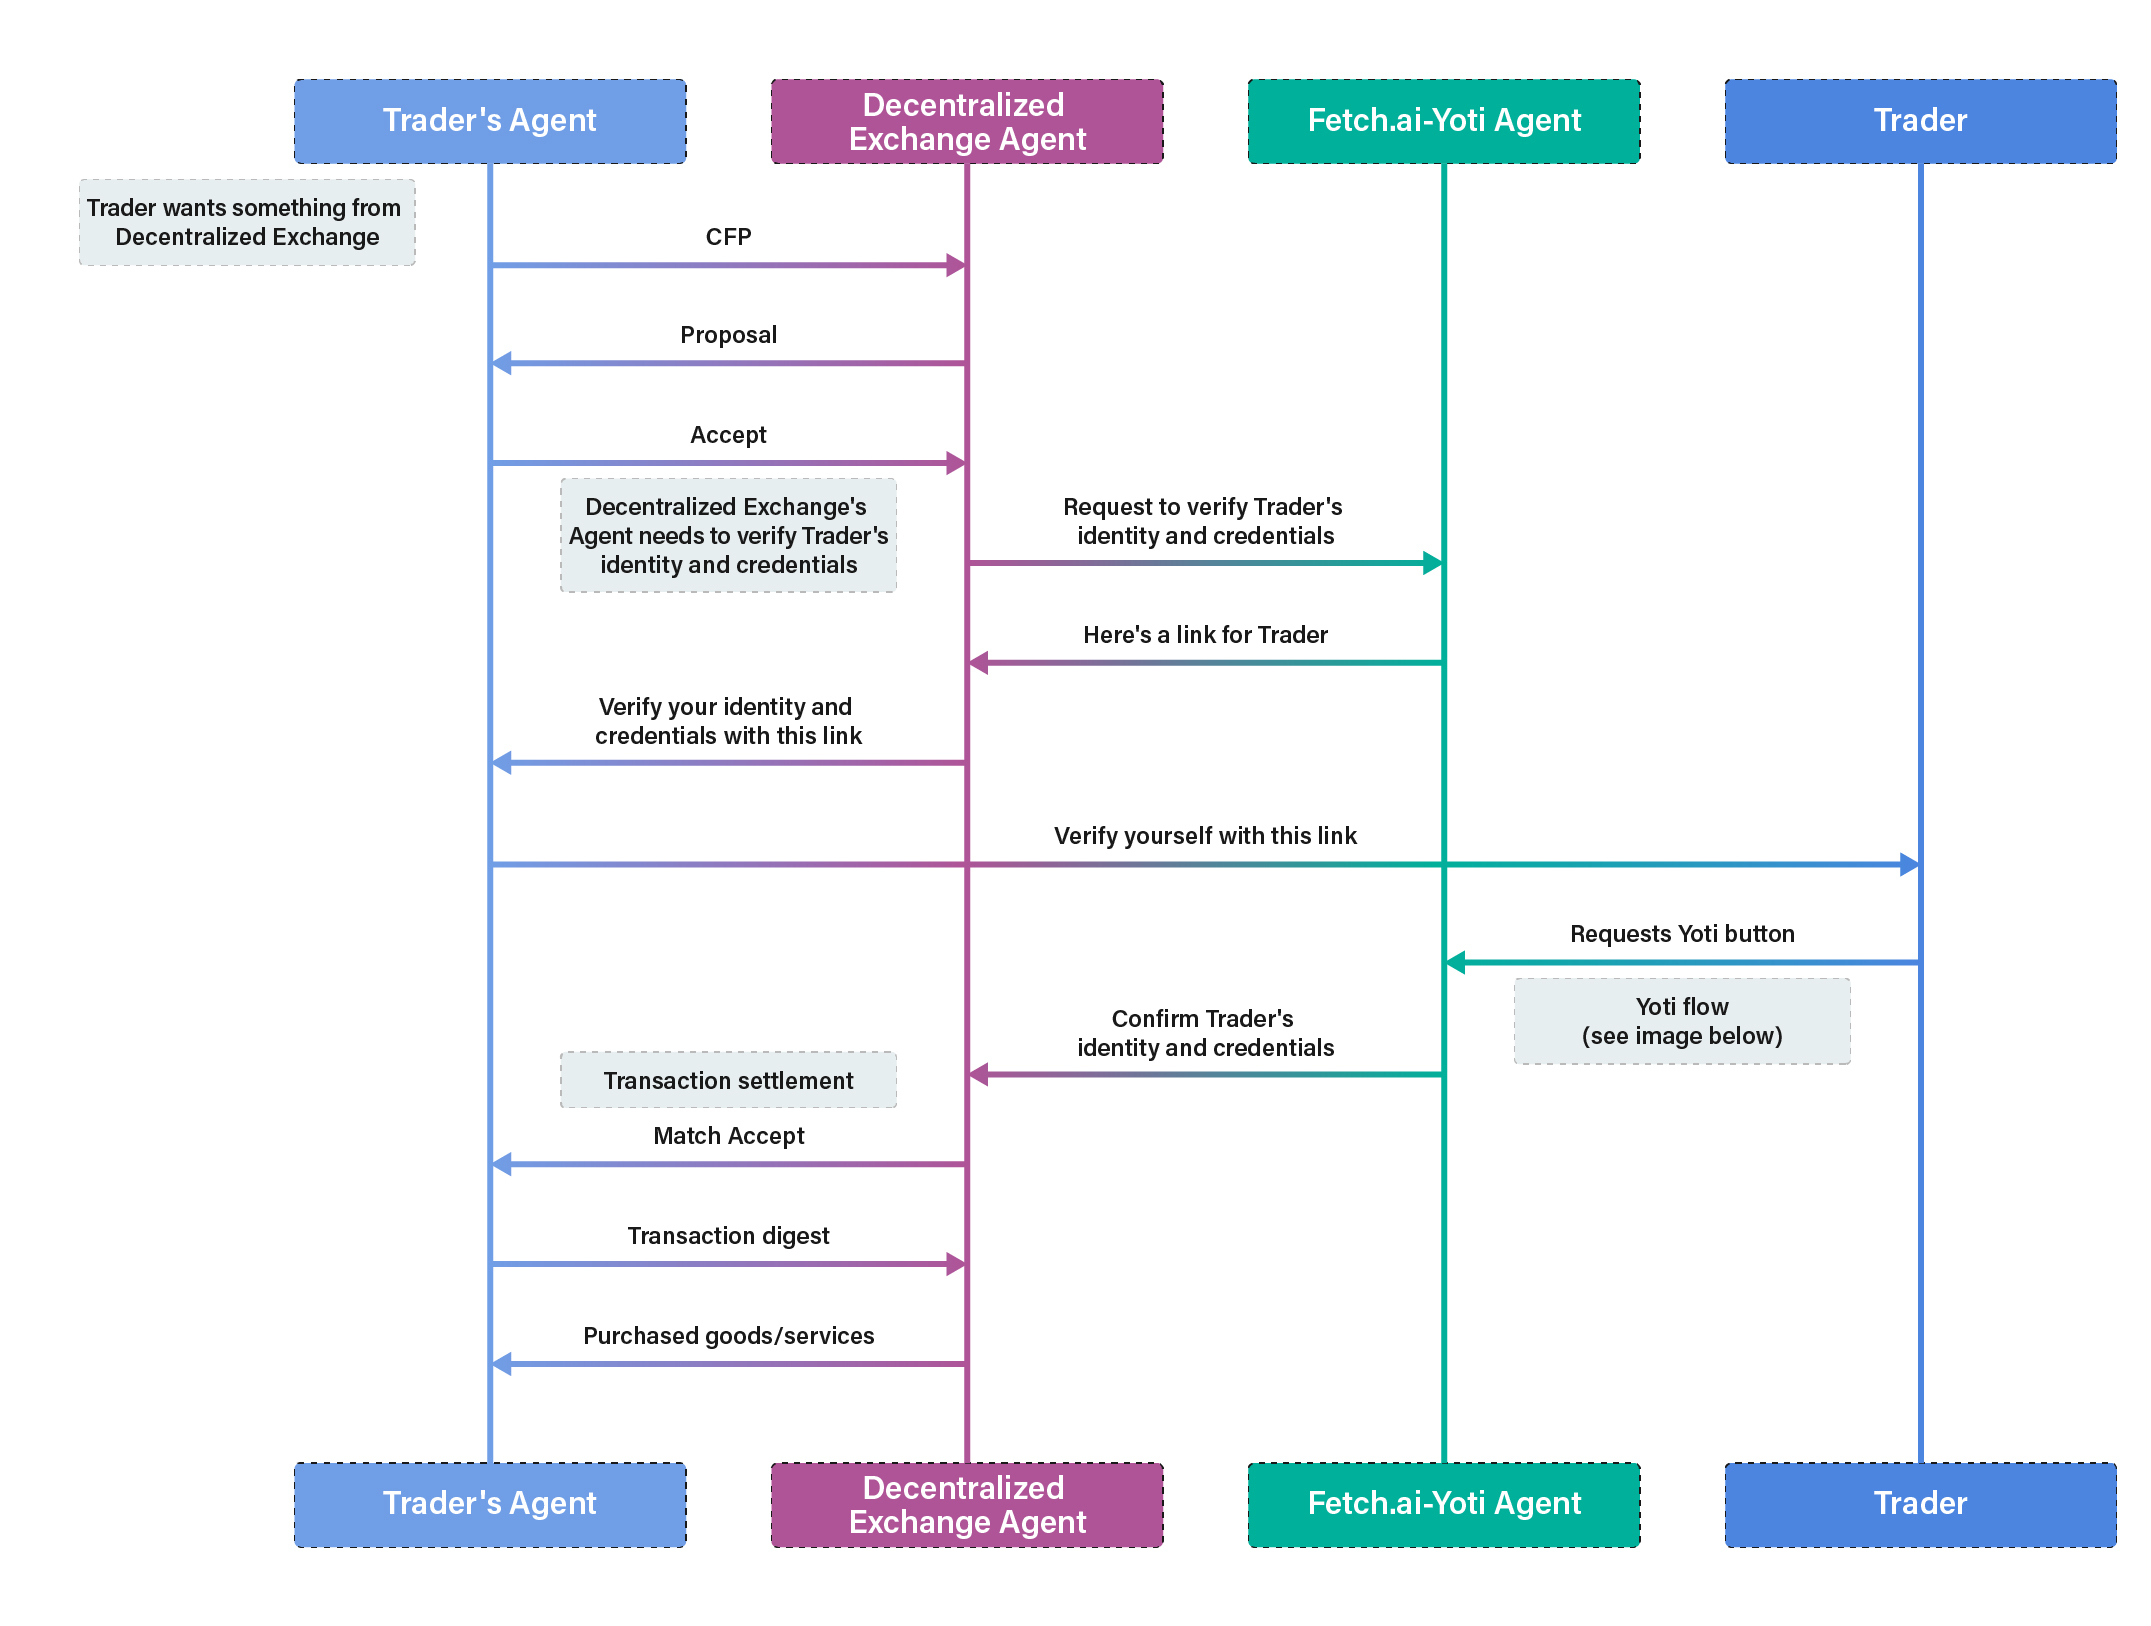 Trader's Agent
Decentralized
Exchange Agent
Fetch.ai-Yoti Agent
Trader
Trader wants something from
Decentralized Exchange
CFP
Proposal
Accept
Decentralized Exchange's
Agent needs to verify Trader's
identity and credentials
Request to verify Trader's
identity and credentials
Here's a link for Trader
Verify your identity and
credentials with this link
Verify yourself with this link
Requests Yoti button
Yoti flow
(see image below)
Confirm Trader's
identity and credentials
Transaction settlement
Match Accept
Transaction digest
Purchased goods/services
Trader's Agent
Decentralized
Exchange Agent
Fetch.ai-Yoti Agent
Trader